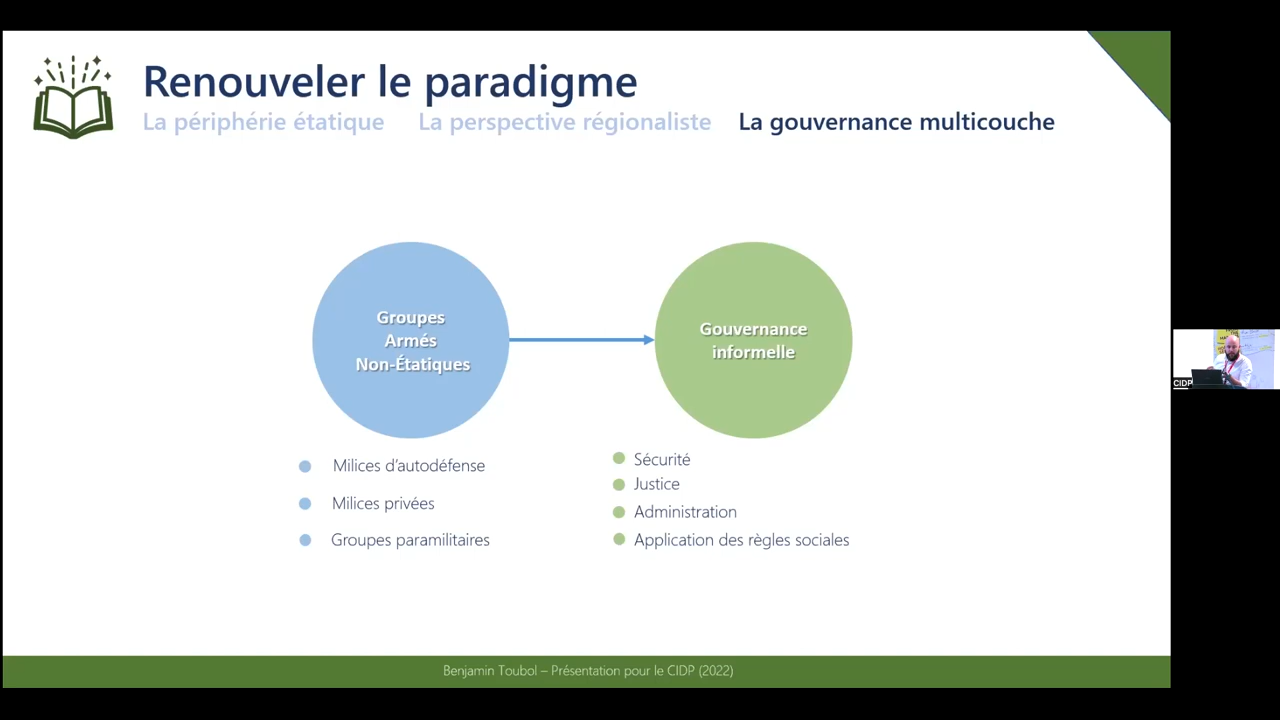 Renouveler le paradigme
La périphérie étatique La perspective régionaliste La gouvernance multicouche
Groupes
Armés
Non-Étatiques
Gouvernance
informelle
Milices d'autodéfense
Milices privées
Groupes paramilitaires
Sécurité
Justice
Administration
Application des règles sociales
CIDP
Benjamin Toubol – Présentation pour le CIDP (2022)